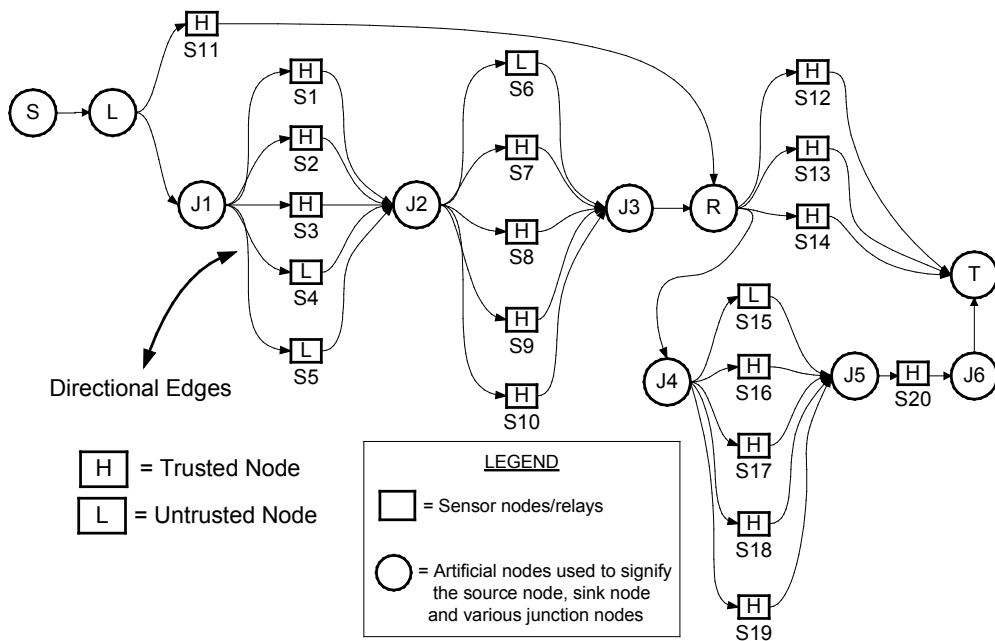 H
S11
S
L
H
S1
H
S2
J1
H
S3
L
S4
L
S5
Directional Edges
J2
L
S6
H
S7
H
S8
H
S9
H
S10
J3
R
H
S12
H
S13
H
S14
T
J4
L
S15
H
S16
H
S17
H
S18
H
S19
J5
H
S20
J6
H = Trusted Node
L = Untrusted Node
LEGEND
= Sensor nodes/relays
= Artificial nodes used to signify
the source node, sink node
and various junction nodes